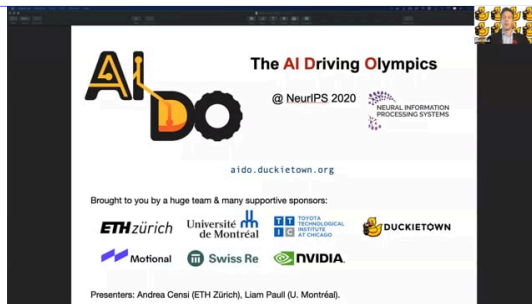 AI
DO
The AI Driving Olympics
@ NeurIPS 2020
NEURAL INFORMATION
PROCESSING SYSTEMS
aido.duckietown.org
Brought to you by a huge team & many supportive sponsors:
ETH zürich
Université
de Montréal
TOYOTA
TECHNOLOGICAL
INSTITUTE
AT CHICAGO
DUCKIETOWN
Motional
Swiss Re
NVIDIA.
Presenters: Andrea Censi (ETH Zürich), Liam Paull (U. Montréal).